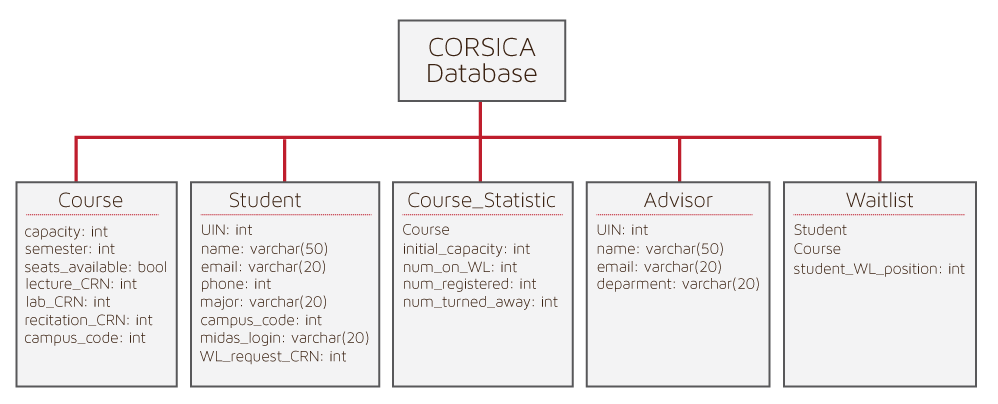 CORSICA
Database
Course
capacity: int
semester: int
seats_available: bool
lecture_CRN: int
lab_CRN: int
recitation_CRN: int
campus_code: int
Student
UIN: int
name: varchar(50)
email: varchar(20)
phone: int
major: varchar(20)
campus_code: int
midas_login: varchar(20)
WL_request_CRN: int
Course_Statistic
Course
initial_capacity: int
num_on_WL: int
num_registered: int
num_turned_away: int
Advisor
UIN: int
name: varchar(50)
email: varchar(20)
deparment: varchar(20)
Waitlist
Student
Course
student_WL_position: int